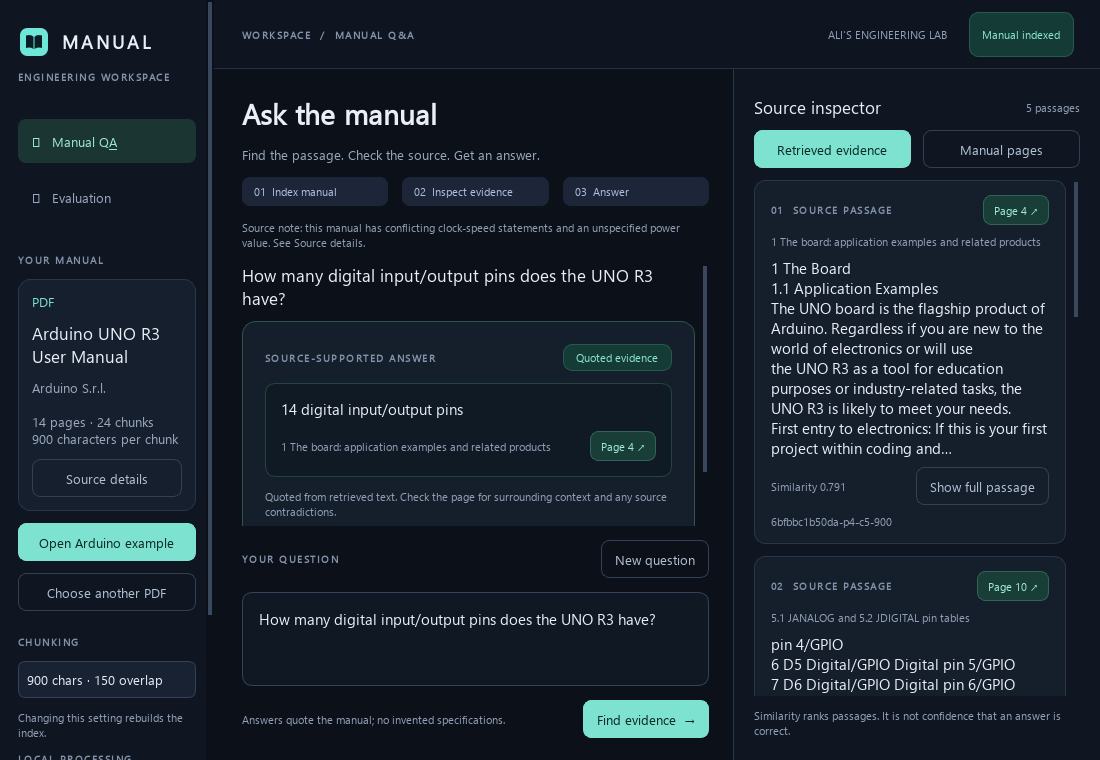 MANUAL
ENGINEERING WORKSPACE
Manual QA
Evaluation
YOUR MANUAL
PDF
Arduino UNO R3
User Manual
Arduino S.r.l.
14 pages · 24 chunks
900 characters per chunk
Source details
Open Arduino example
Choose another PDF
CHUNKING
900 chars · 150 overlap
Changing this setting rebuilds the
index.
LOCAL PROCESSING
WORKSPACE / MANUAL Q&A
ALI'S ENGINEERING LAB
Manual indexed
Ask the manual
Find the passage. Check the source. Get an answer.
01 Index manual
02 Inspect evidence
03 Answer
Source note: this manual has conflicting clock-speed statements and an unspecified power
value. See Source details.
How many digital input/output pins does the UNO R3
have?
SOURCE-SUPPORTED ANSWER
Quoted evidence
14 digital input/output pins
1 The board: application examples and related products
Page 4 ↗
Quoted from retrieved text. Check the page for surrounding context and any source
contradictions.
YOUR QUESTION
New question
How many digital input/output pins does the UNO R3 have?
Answers quote the manual; no invented specifications.
Find evidence →
Source inspector
5 passages
Retrieved evidence
Manual pages
01 SOURCE PASSAGE
Page 4 ↗
1 The board: application examples and related products
1 The Board
1.1 Application Examples
The UNO board is the flagship product of
Arduino. Regardless if you are new to the
world of electronics or will use
the UNO R3 as a tool for education
purposes or industry-related tasks, the
UNO R3 is likely to meet your needs.
First entry to electronics: If this is your first
project within coding and...
Similarity 0.791
Show full passage
6bfbbc1b50da-p4-c5-900
02 SOURCE PASSAGE
Page 10 ↗
5.1 JANALOG and 5.2 JDIGITAL pin tables
pin 4/GPIO
6 D5 Digital/GPIO Digital pin 5/GPIO
7 D6 Digital/GPIO Digital pin 6/GPIO
Similarity ranks passages. It is not confidence that an answer is
correct.